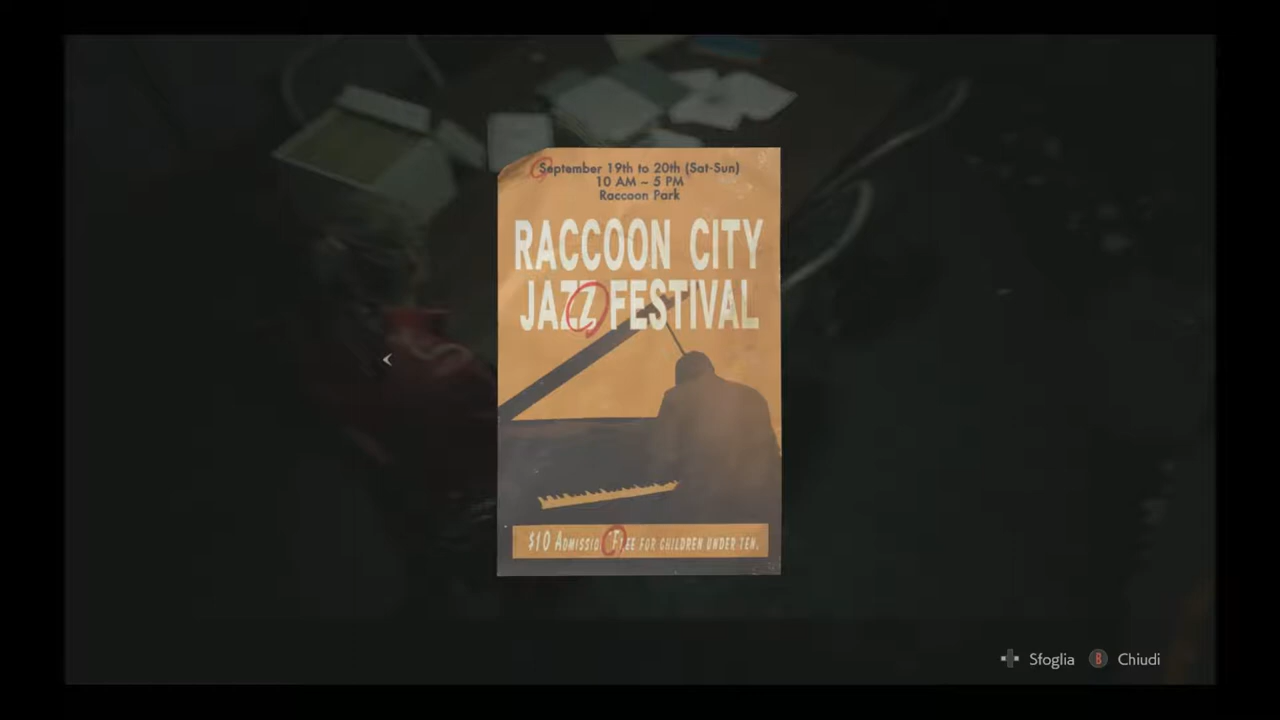 September 19th to 20th (Sat-Sun)
10 AM ~ 5 PM
Raccoon Park
RACCOON CITY
JAZZ FESTIVAL
$10 Admissio Free for children under ten.
Sfoglia B Chiudi